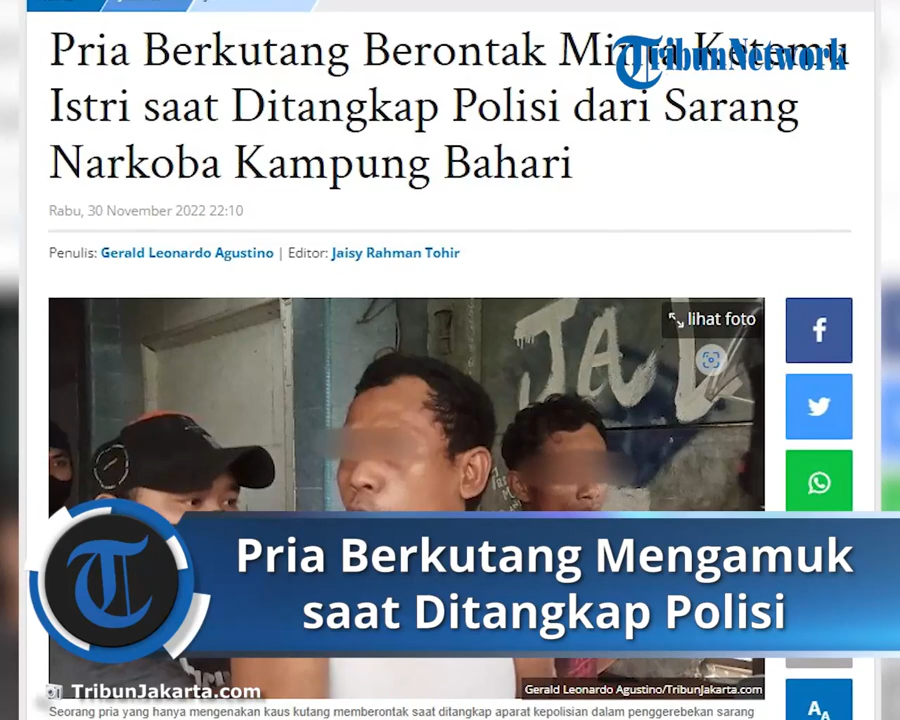 Pria Berkutang Berontak Minta Ketemu
TribunNetwork
Istri saat Ditangkap Polisi dari Sarang
Narkoba Kampung Bahari
Rabu, 30 November 2022 22:10
Penulis: Gerald Leonardo Agustino | Editor: Jaisy Rahman Tohir
lihat foto
JAL
Pria Berkutang Mengamuk
saat Ditangkap Polisi
Gerald Leonardo Agustino/TribunJakarta.com
TribunJakarta.com
AA
Seorang pria yang hanya mengenakan kaus kutang memberontak saat ditangkap aparat kepolisian dalam penggerebekan sarang